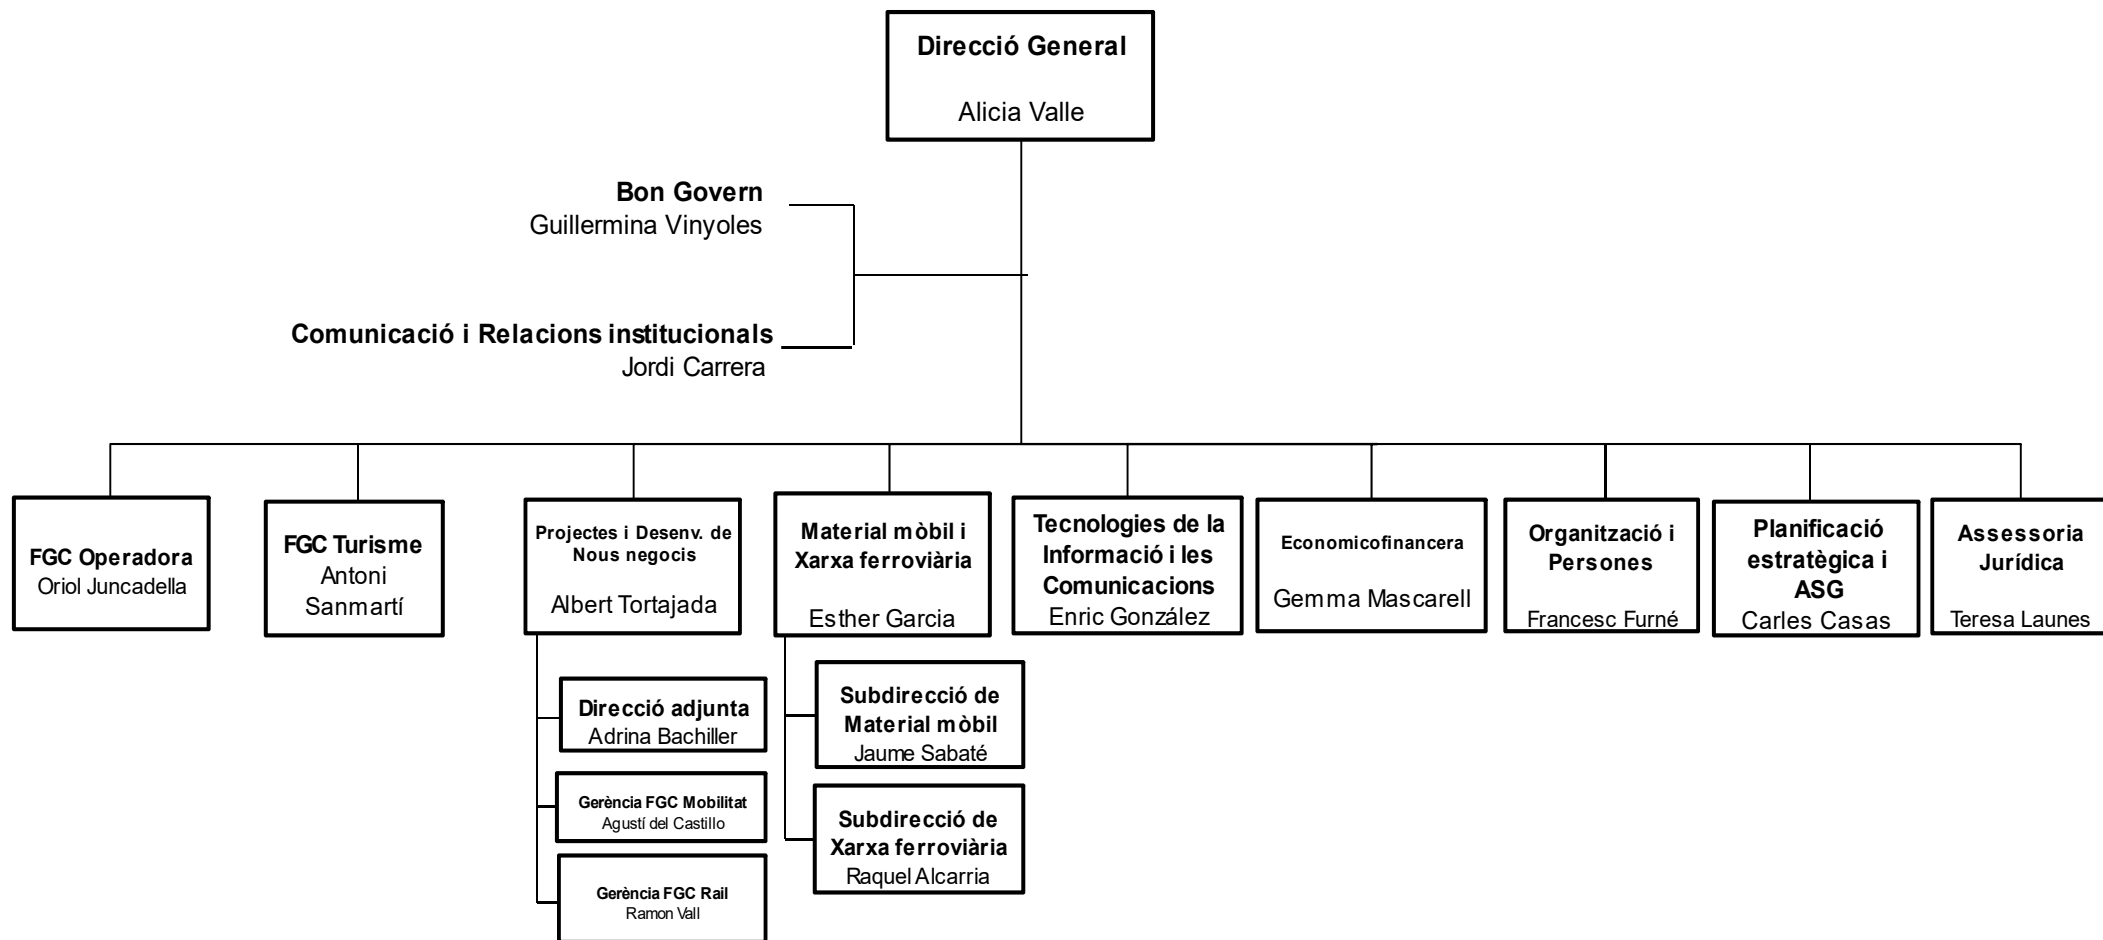 Direcció General
Alicia Valle
Bon Govern
Guillermina Vinyoles
Comunicació i Relacions institucionals
Jordi Carrera
FGC Operadora
Oriol Juncadella
FGC Turisme
Antoni
Sanmartí
Projectes i Desenv. de
Nous negocis
Albert Tortajada
Direcció adjunta
Adrina Bachiller
Gerència FGC Mobilitat
Agustí del Castillo
Gerència FGC Rail
Ramon Vall
Material mòbil i
Xarxa ferroviària
Esther Garcia
Subdirecció de
Material mòbil
Jaume Sabaté
Subdirecció de
Xarxa ferroviària
Raquel Alcarria
Tecnologies de la
Informació i les
Comunicacions
Enric González
Economicofinancera
Gemma Mascarell
Organització i
Persones
Francesc Furné
Planificació
estratègica i
ASG
Carles Casas
Assessoria
Jurídica
Teresa Launes